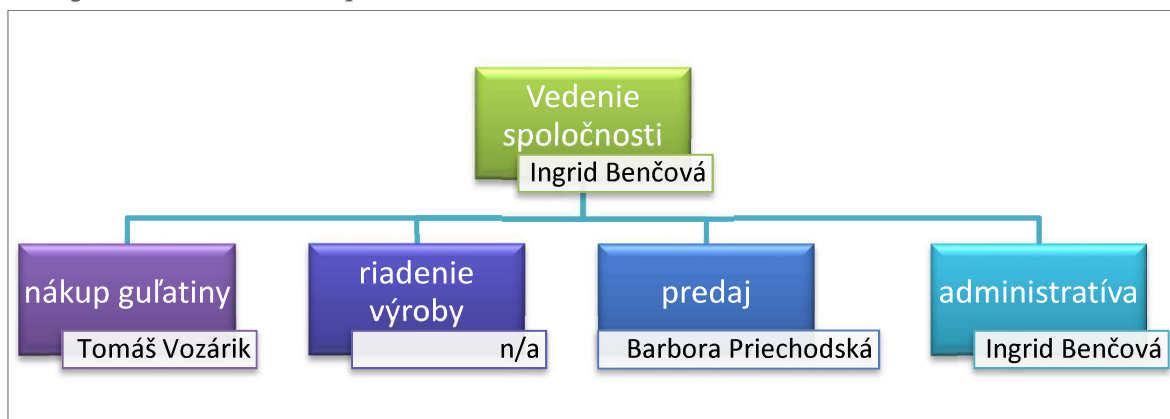 Vedenie
spoločnosti
Ingrid Benčová
nákup guľatiny
Tomáš Vozárik
riadenie
výroby
n/a
predaj
Barbora Priechodská
administratíva
Ingrid Benčová